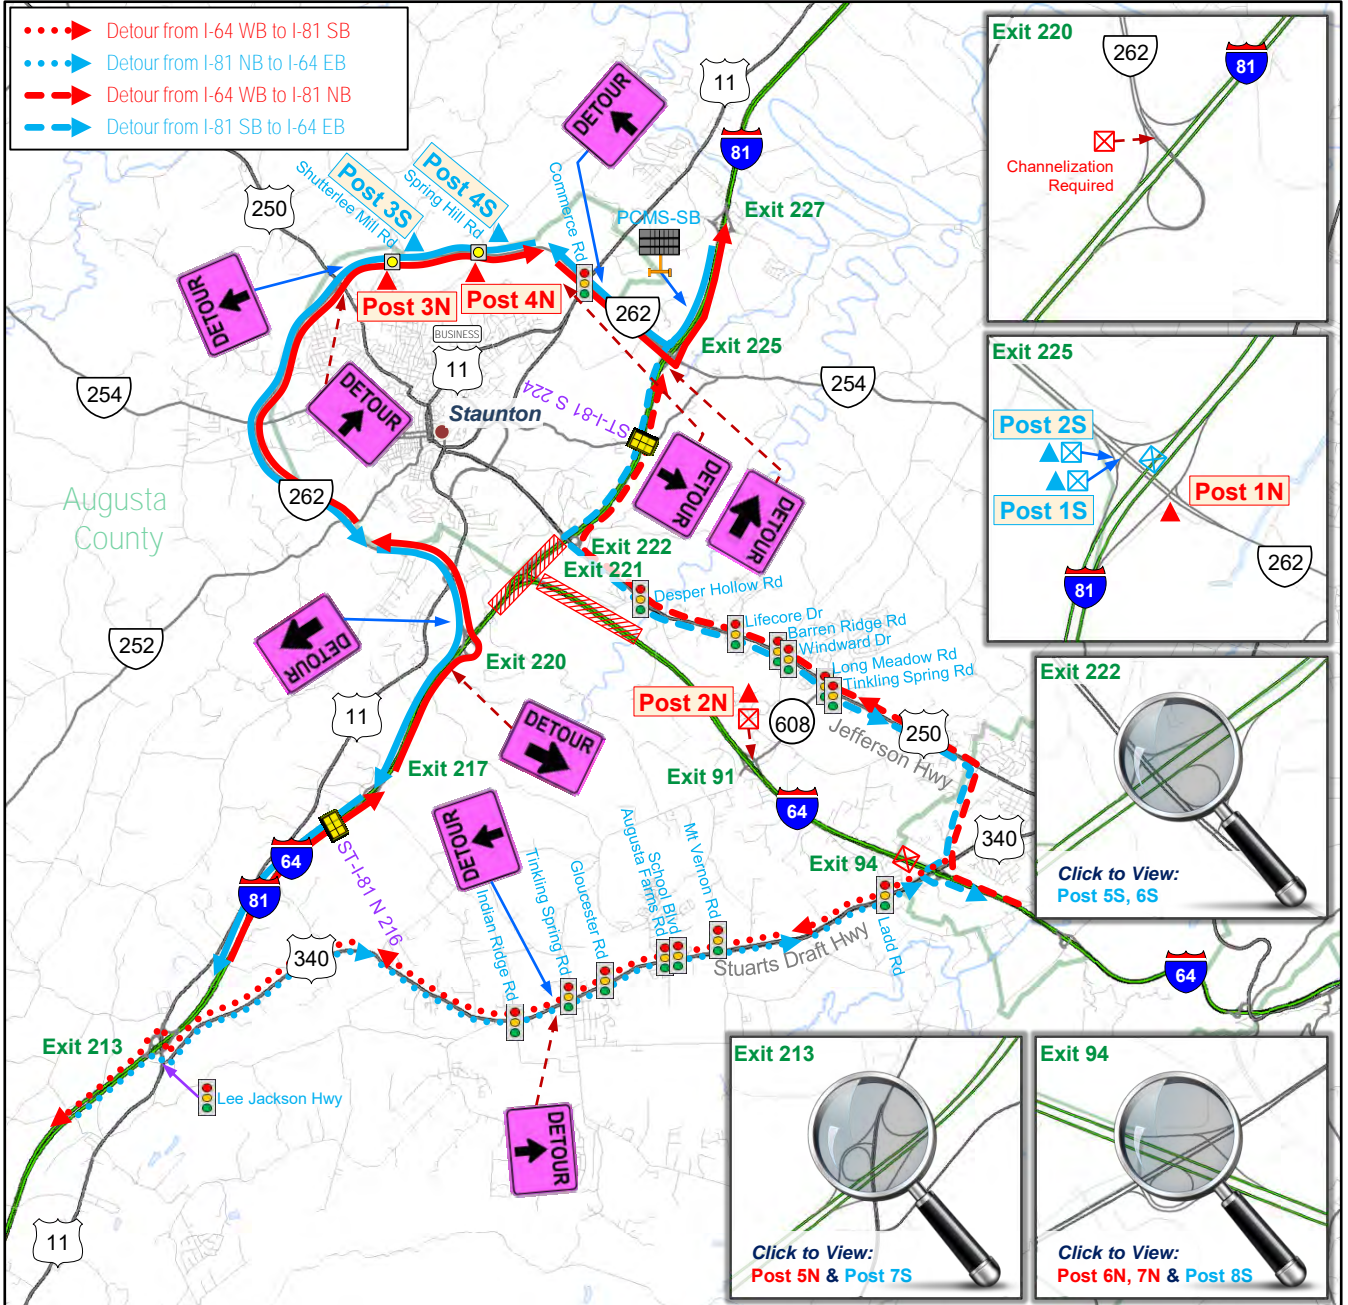 Detour from I-64 WB to I-81 SB
Detour from I-81 NB to I-64 EB
Detour from I-64 WB to I-81 NB
Detour from I-81 SB to I-64 EB
Exit 220
262
81
Channelization
Required
11
81
DETOUR
250
Post 3S
Shutterlee Mill Rd
Post 4S
Spring Hill Rd
Commerce Rd
PCMS-SB
Exit 227
DETOUR
Post 3N
Post 4N
262
BUSINESS
11
Exit 225
254
254
DETOUR
Staunton
ST-I-81 S 224
Exit 225
Post 2S
Post 1S
Post 1N
262
81
262
Augusta
County
DETOUR
DETOUR
Exit 222
Exit 221
Desper Hollow Rd
Lifecore Dr
Barren Ridge Rd
Windward Dr
Long Meadow Rd
Tinkling Spring Rd
252
DETOUR
Exit 220
11
DETOUR
Post 2N
608
250
Jefferson Hwy
Exit 222
Click to View:
Post 5S, 6S
Exit 217
Exit 91
64
DETOUR
64
81
ST-I-81 N 216
340
Exit 94
340
Indian Ridge Rd
Tinkling Spring Rd
Gloucester Rd
Augusta Farms Rd
School Blvd
Mt Vernon Rd
Ladd Rd
Stuarts Draft Hwy
64
Exit 213
Lee Jackson Hwy
DETOUR
11
Exit 213
Click to View:
Post 5N & Post 7S
Exit 94
Click to View:
Post 6N, 7N & Post 8S